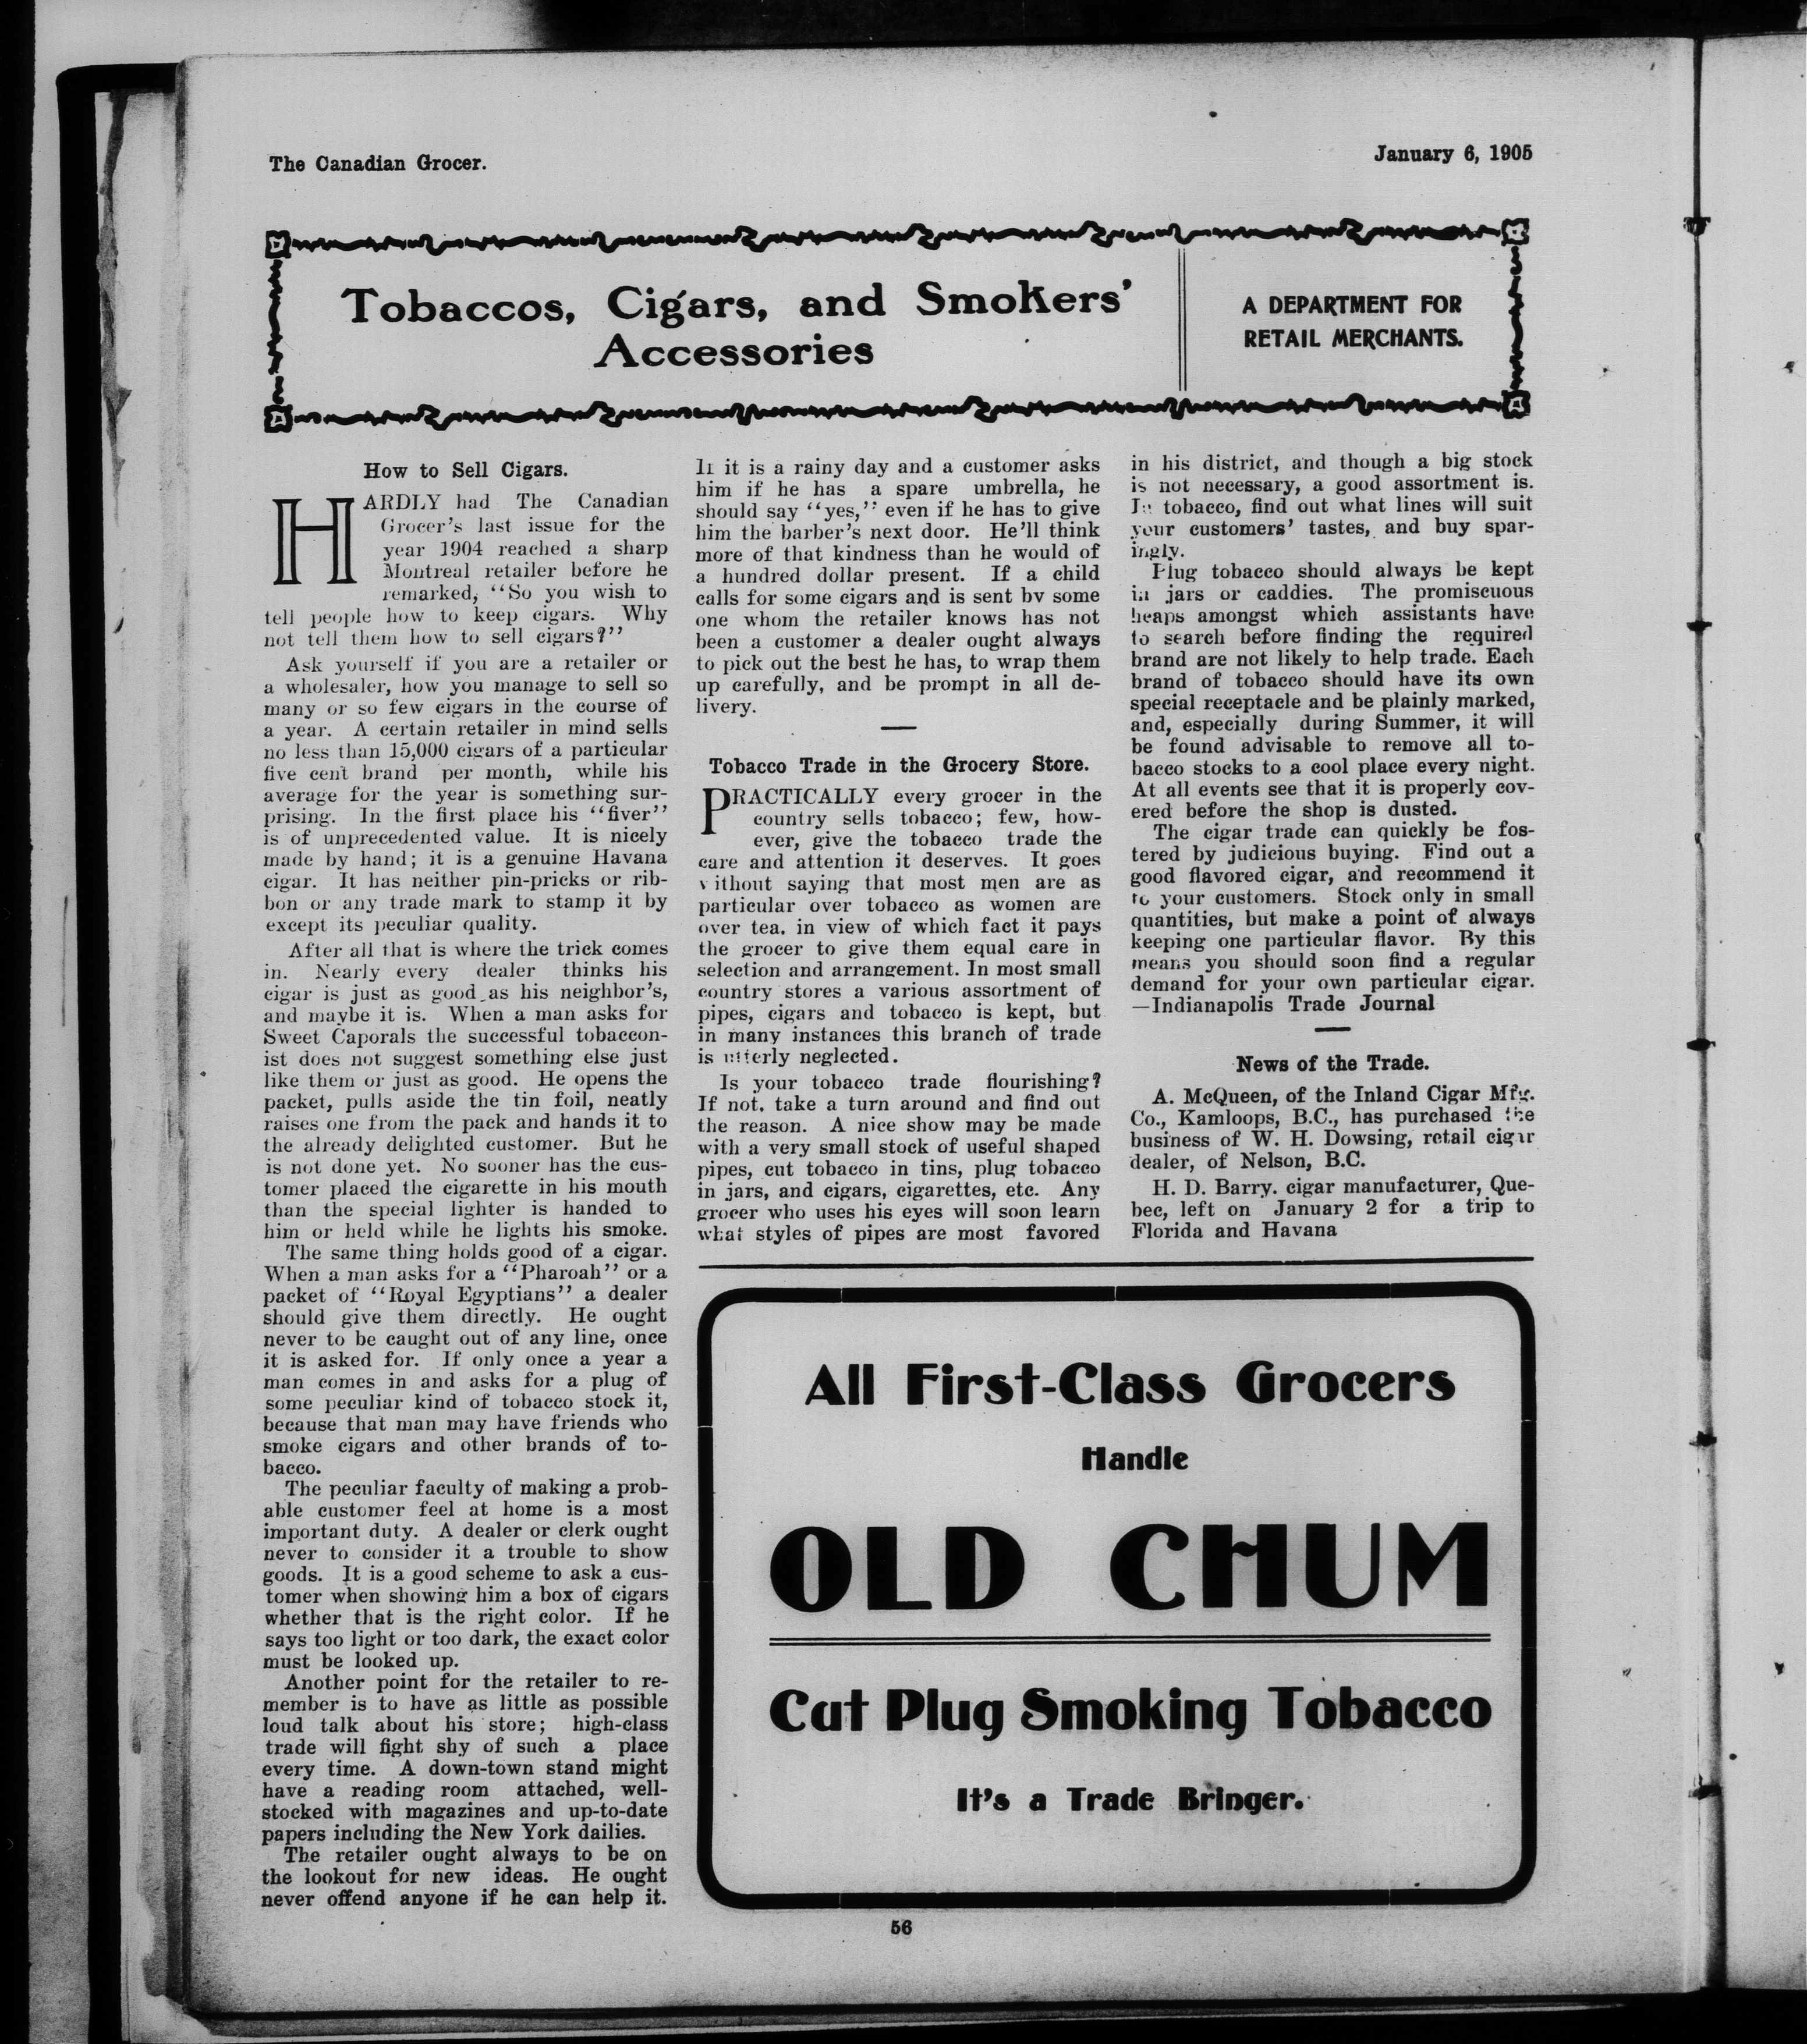 The Canadian Grocer.
January 6, 1905
Tobaccos, Cigars, and Smokers'
Accessories
A DEPARTMENT FOR
RETAIL MERCHANTS.
How to Sell Cigars.
HARDLY had The Canadian
Grocer's last issue for the
year 1904 reached a sharp
Montreal retailer before he
remarked, "So you wish to
tell people how to keep cigars. Why
not tell them how to sell cigars?"
Ask yourself if you are a retailer or
a wholesaler, how you manage to sell so
many or so few cigars in the course of
a year. A certain retailer in mind sells
no less than 15,000 cigars of a particular
five cent brand per month, while his
average for the year is something sur-
prising. In the first place his "fiver"
is of unprecedented value. It is nicely
made by hand; it is a genuine Havana
cigar. It has neither pin-pricks or rib-
bon or any trade mark to stamp it by
except its peculiar quality.
After all that is where the trick comes
in. Nearly every dealer thinks his
cigar is just as good as his neighbor's,
and maybe it is. When a man asks for
Sweet Caporals the successful tobaccon-
ist does not suggest something else just
like them or just as good. He opens the
packet, pulls aside the tin foil, neatly
raises one from the pack and hands it to
the already delighted customer. But he
is not done yet. No sooner has the cus-
tomer placed the cigarette in his mouth
than the special lighter is handed to
him or held while he lights his smoke.
The same thing holds good of a cigar.
When a man asks for a "Pharoah" or a
packet of "Royal Egyptians" a dealer
should give them directly. He ought
never to be caught out of any line, once
it is asked for. If only once a year a
man comes in and asks for a plug of
some peculiar kind of tobacco stock it,
because that man may have friends who
smoke cigars and other brands of to-
bacco.
The peculiar faculty of making a prob-
able customer feel at home is a most
important duty. A dealer or clerk ought
never to consider it a trouble to show
goods. It is a good scheme to ask a cus-
tomer when showing him a box of cigars
whether that is the right color. If he
says too light or too dark, the exact color
must be looked up.
Another point for the retailer to re-
member is to have as little as possible
loud talk about his store; high-class
trade will fight shy of such a place
every time. A down-town stand might
have a reading room attached, well-
stocked with magazines and up-to-date
papers including the New York dailies.
The retailer ought always to be on
the lookout for new ideas. He ought
never offend anyone if he can help it.
If it is a rainy day and a customer asks
him if he has a spare umbrella, he
should say "yes," even if he has to give
him the barber's next door. He'll think
more of that kindness than he would of
a hundred dollar present. If a child
calls for some cigars and is sent by some
one whom the retailer knows has not
been a customer a dealer ought always
to pick out the best he has, to wrap them
up carefully, and be prompt in all de-
livery.
Tobacco Trade in the Grocery Store.
PRACTICALLY every grocer in the
country sells tobacco; few, how-
ever, give the tobacco trade the
care and attention it deserves. It goes
without saying that most men are as
particular over tobacco as women are
over tea, in view of which fact it pays
the grocer to give them equal care in
selection and arrangement. In most small
country stores a various assortment of
pipes, cigars and tobacco is kept, but
in many instances this branch of trade
is utterly neglected.
Is your tobacco trade flourishing?
If not, take a turn around and find out
the reason. A nice show may be made
with a very small stock of useful shaped
pipes, cut tobacco in tins, plug tobacco
in jars, and cigars, cigarettes, etc. Any
grocer who uses his eyes will soon learn
what styles of pipes are most favored
in his district, and though a big stock
is not necessary, a good assortment is.
In tobacco, find out what lines will suit
your customers' tastes, and buy spar-
ingly.
Plug tobacco should always be kept
in jars or caddies. The promiscuous
heaps amongst which assistants have
to search before finding the required
brand are not likely to help trade. Each
brand of tobacco should have its own
special receptacle and be plainly marked,
and, especially during Summer, it will
be found advisable to remove all to-
bacco stocks to a cool place every night.
At all events see that it is properly cov-
ered before the shop is dusted.
The cigar trade can quickly be fos-
tered by judicious buying. Find out a
good flavored cigar, and recommend it
to your customers. Stock only in small
quantities, but make a point of always
keeping one particular flavor. By this
means you should soon find a regular
demand for your own particular cigar.
—Indianapolis Trade Journal
News of the Trade.
A. McQueen, of the Inland Cigar Mfg.
Co., Kamloops, B.C., has purchased the
business of W. H. Dowsing, retail cigar
dealer, of Nelson, B.C.
H. D. Barry, cigar manufacturer, Que-
bec, left on January 2 for a trip to
Florida and Havana
All First-Class Grocers
Handle
OLD CHUM
Cut Plug Smoking Tobacco
It's a Trade Bringer.
56